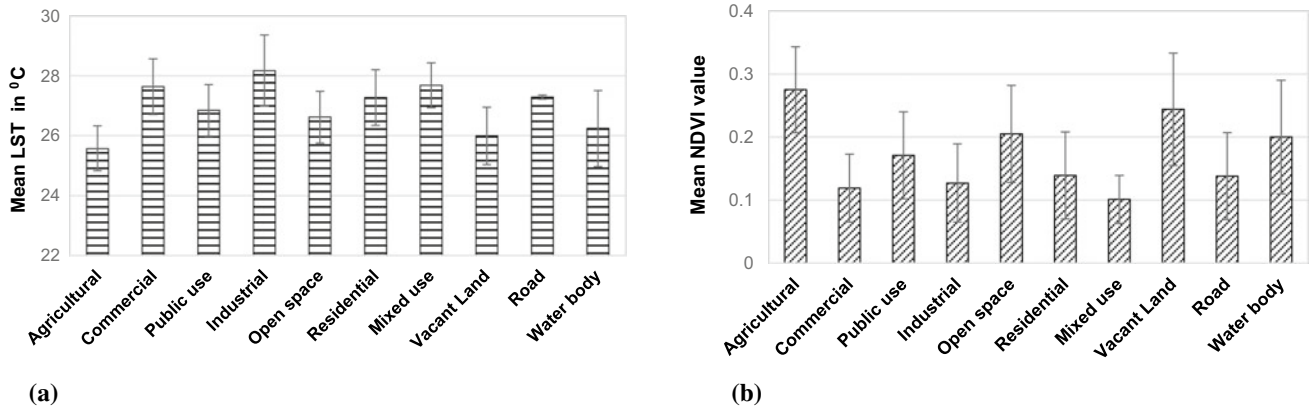 30
28
26
24
22
Mean LST in ⁰C
Agricultural
Commercial
Public use
Industrial
Open space
Residential
Mixed use
Vacant Land
Road
Water body
(a)
0.4
0.3
0.2
0.1
0
Mean NDVI value
Agricultural
Commercial
Public use
Industrial
Open space
Residential
Mixed use
Vacant Land
Road
Water body
(b)